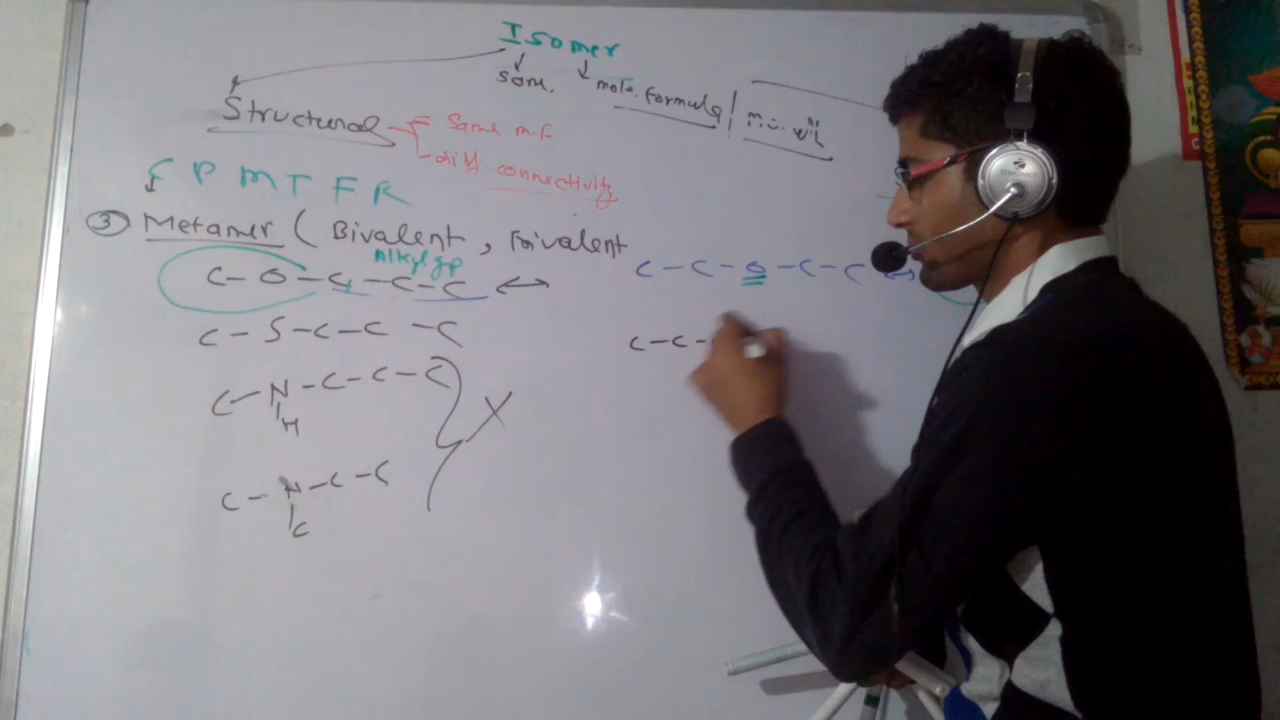 Isomer
Same. mole. formula / m.. wt
Structural = Same m.f
diff connectivity
F P M T F R
③ Metamer ( Bivalent, Trivalent
Alkyl gp
C-O-C-C-C ↔ C-C-O-C-C ↔
C-S-C-C-C C-C-
C-N-C-C-C
H
X
C-N-C-C
C